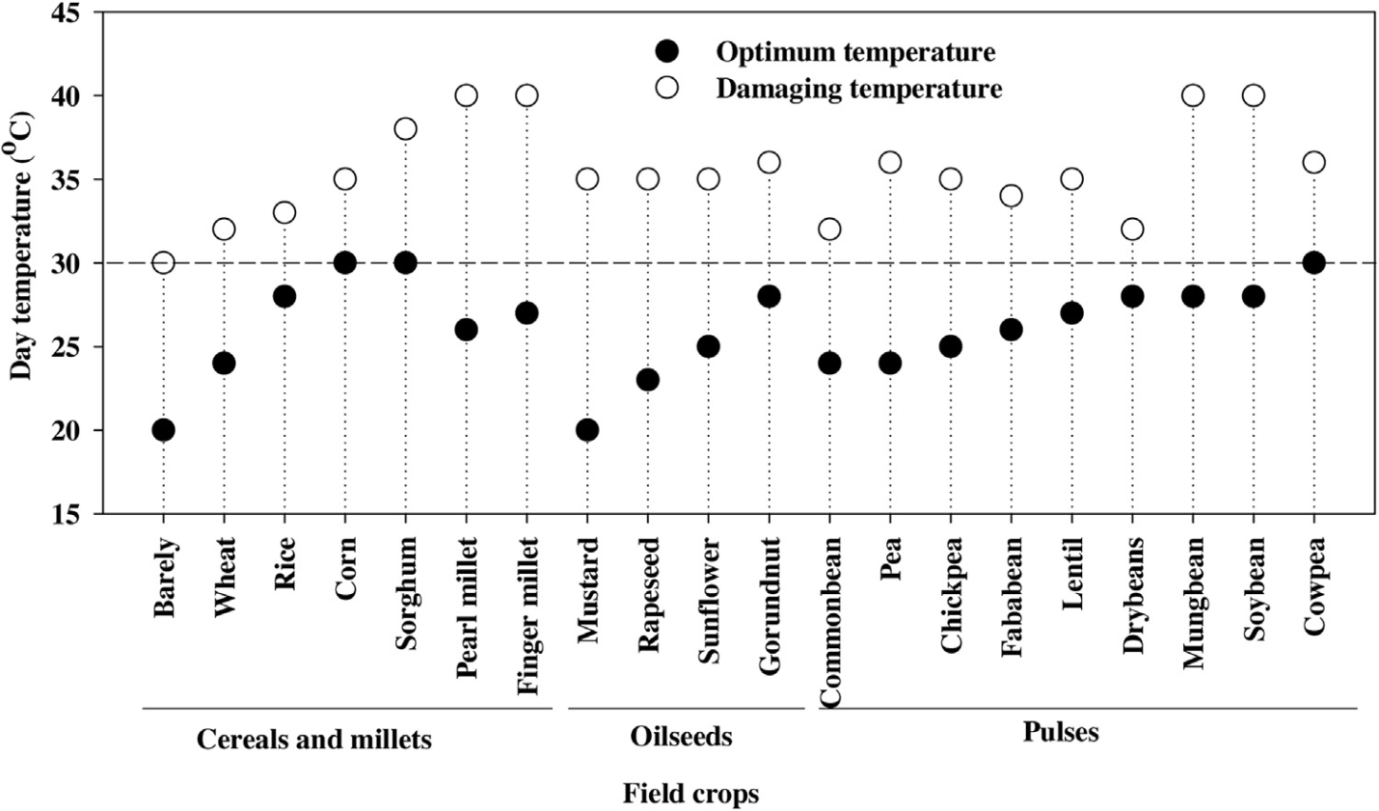 Day temperature (°C)
45
40
35
30
25
20
15
Optimum temperature
Damaging temperature
Barely
Wheat
Rice
Corn
Sorghum
Pearl millet
Finger millet
Mustard
Rapeseed
Sunflower
Gorundnut
Commonbean
Pea
Chickpea
Fababean
Lentil
Drybeans
Mungbean
Soybean
Cowpea
Cereals and millets
Oilseeds
Pulses
Field crops